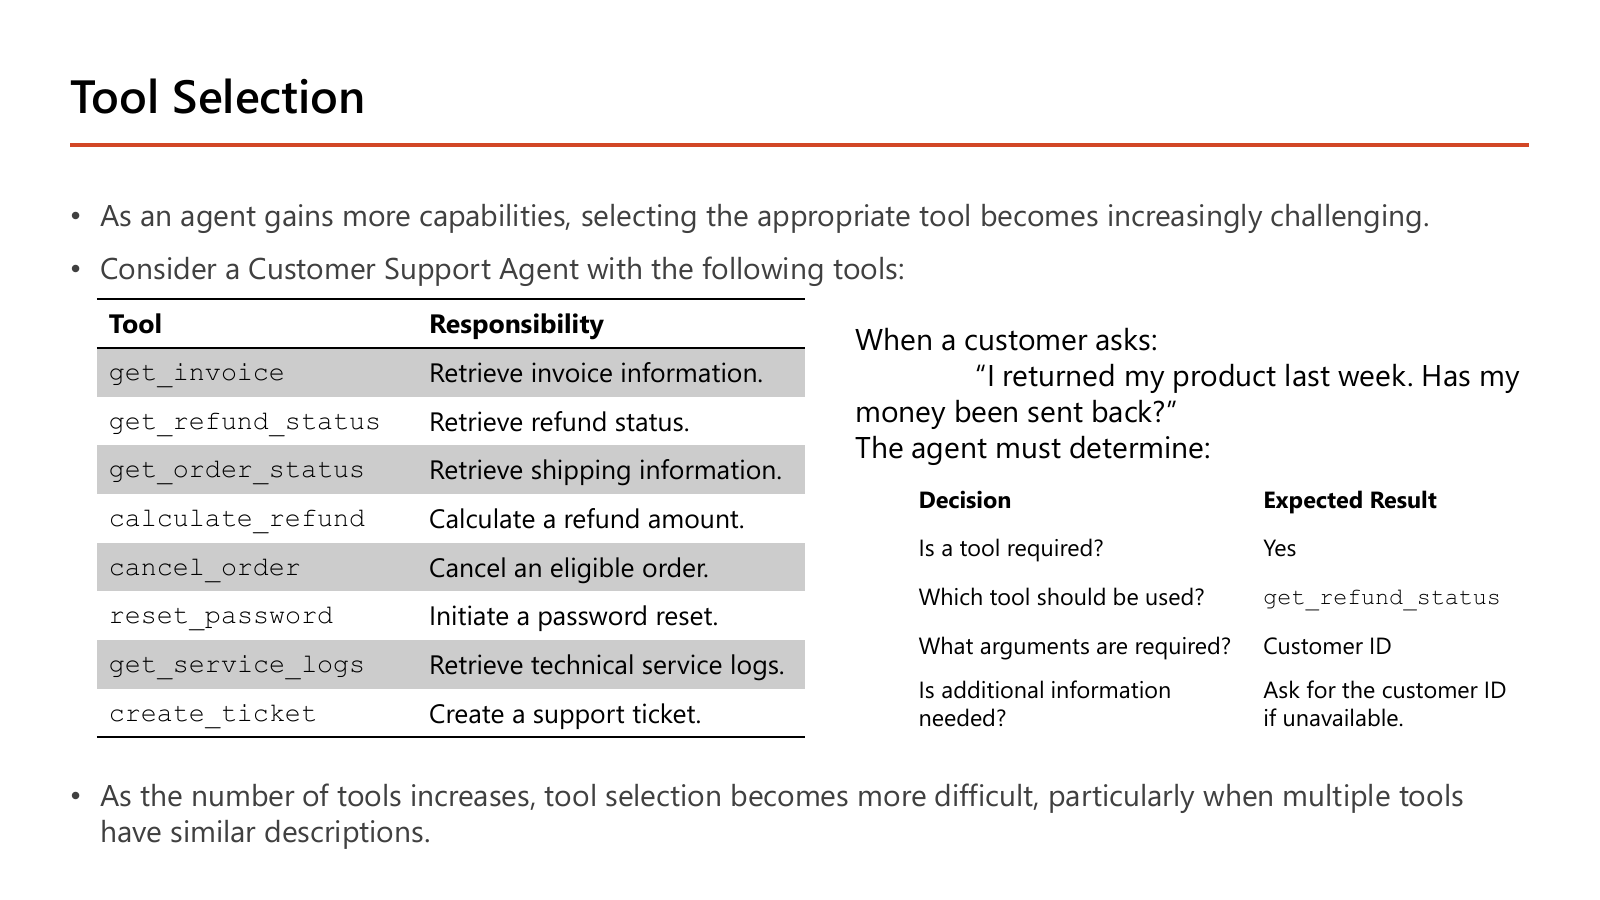 Tool Selection
• As an agent gains more capabilities, selecting the appropriate tool becomes increasingly challenging.
• Consider a Customer Support Agent with the following tools:
Tool Responsibility
get_invoice Retrieve invoice information.
get_refund_status Retrieve refund status.
get_order_status Retrieve shipping information.
calculate_refund Calculate a refund amount.
cancel_order Cancel an eligible order.
reset_password Initiate a password reset.
get_service_logs Retrieve technical service logs.
create_ticket Create a support ticket.
When a customer asks:
“I returned my product last week. Has my
money been sent back?”
The agent must determine:
Decision Expected Result
Is a tool required? Yes
Which tool should be used? get_refund_status
What arguments are required? Customer ID
Is additional information Ask for the customer ID
needed? if unavailable.
• As the number of tools increases, tool selection becomes more difficult, particularly when multiple tools
have similar descriptions.